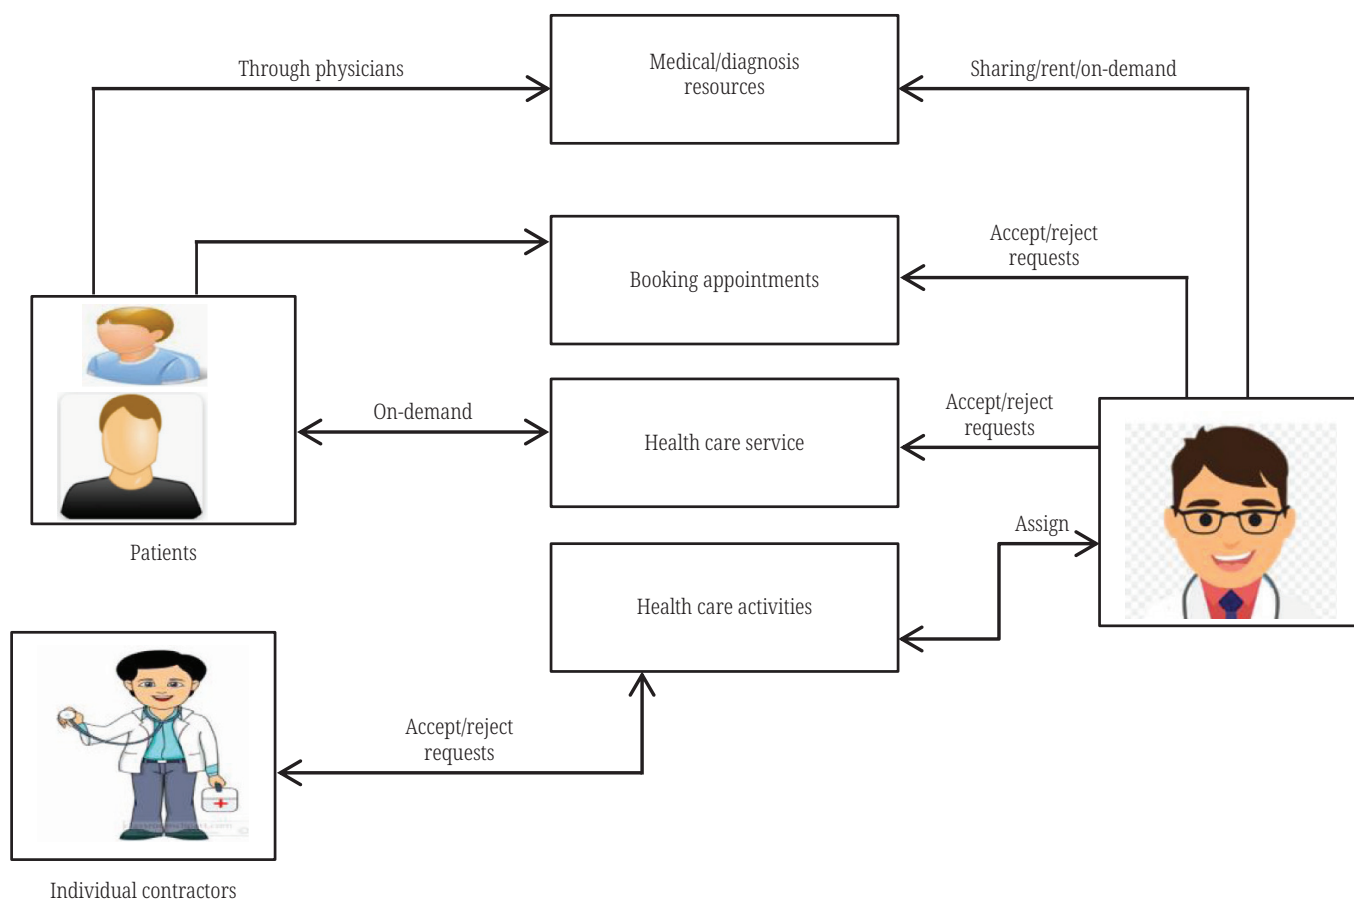 Through physicians
Medical/diagnosis
resources
Sharing/rent/on-demand
Booking appointments
Accept/reject
requests
On-demand
Health care service
Accept/reject
requests
Patients
Health care activities
Assign
Accept/reject
requests
Individual contractors